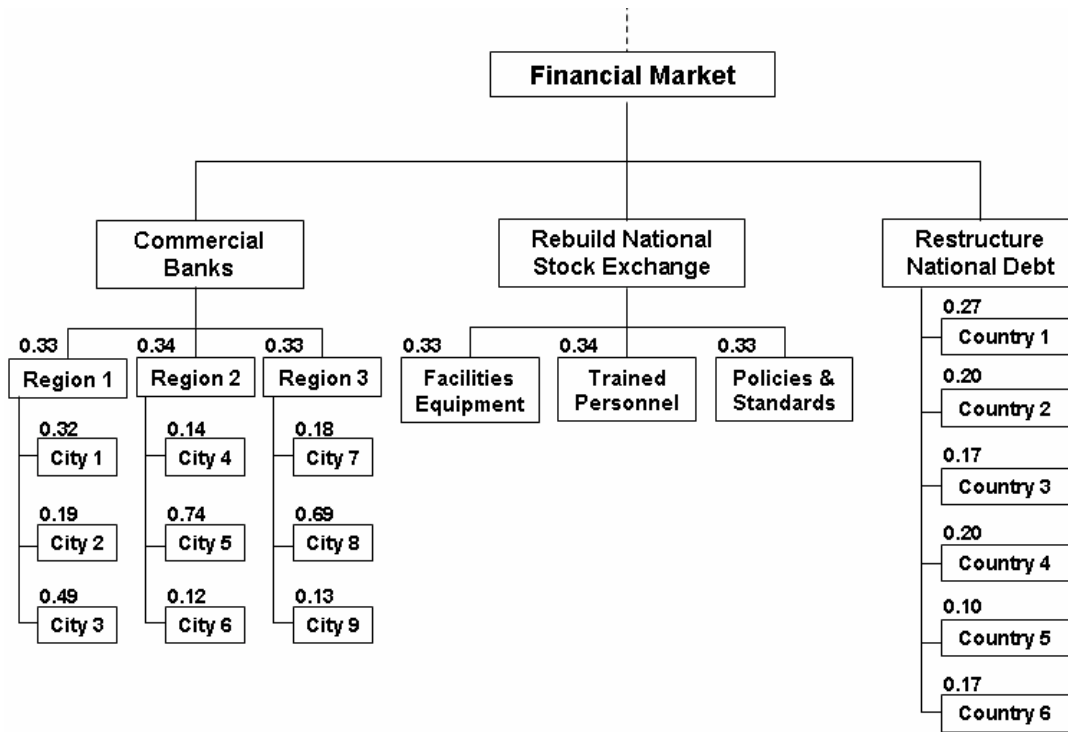 Financial Market
Commercial
Banks
Rebuild National
Stock Exchange
Restructure
National Debt
0.33
Region 1
0.34
Region 2
0.33
Region 3
0.32
City 1
0.19
City 2
0.49
City 3
0.14
City 4
0.74
City 5
0.12
City 6
0.18
City 7
0.69
City 8
0.13
City 9
0.33
Facilities
Equipment
0.34
Trained
Personnel
0.33
Policies &
Standards
0.27
Country 1
0.20
Country 2
0.17
Country 3
0.20
Country 4
0.10
Country 5
0.17
Country 6